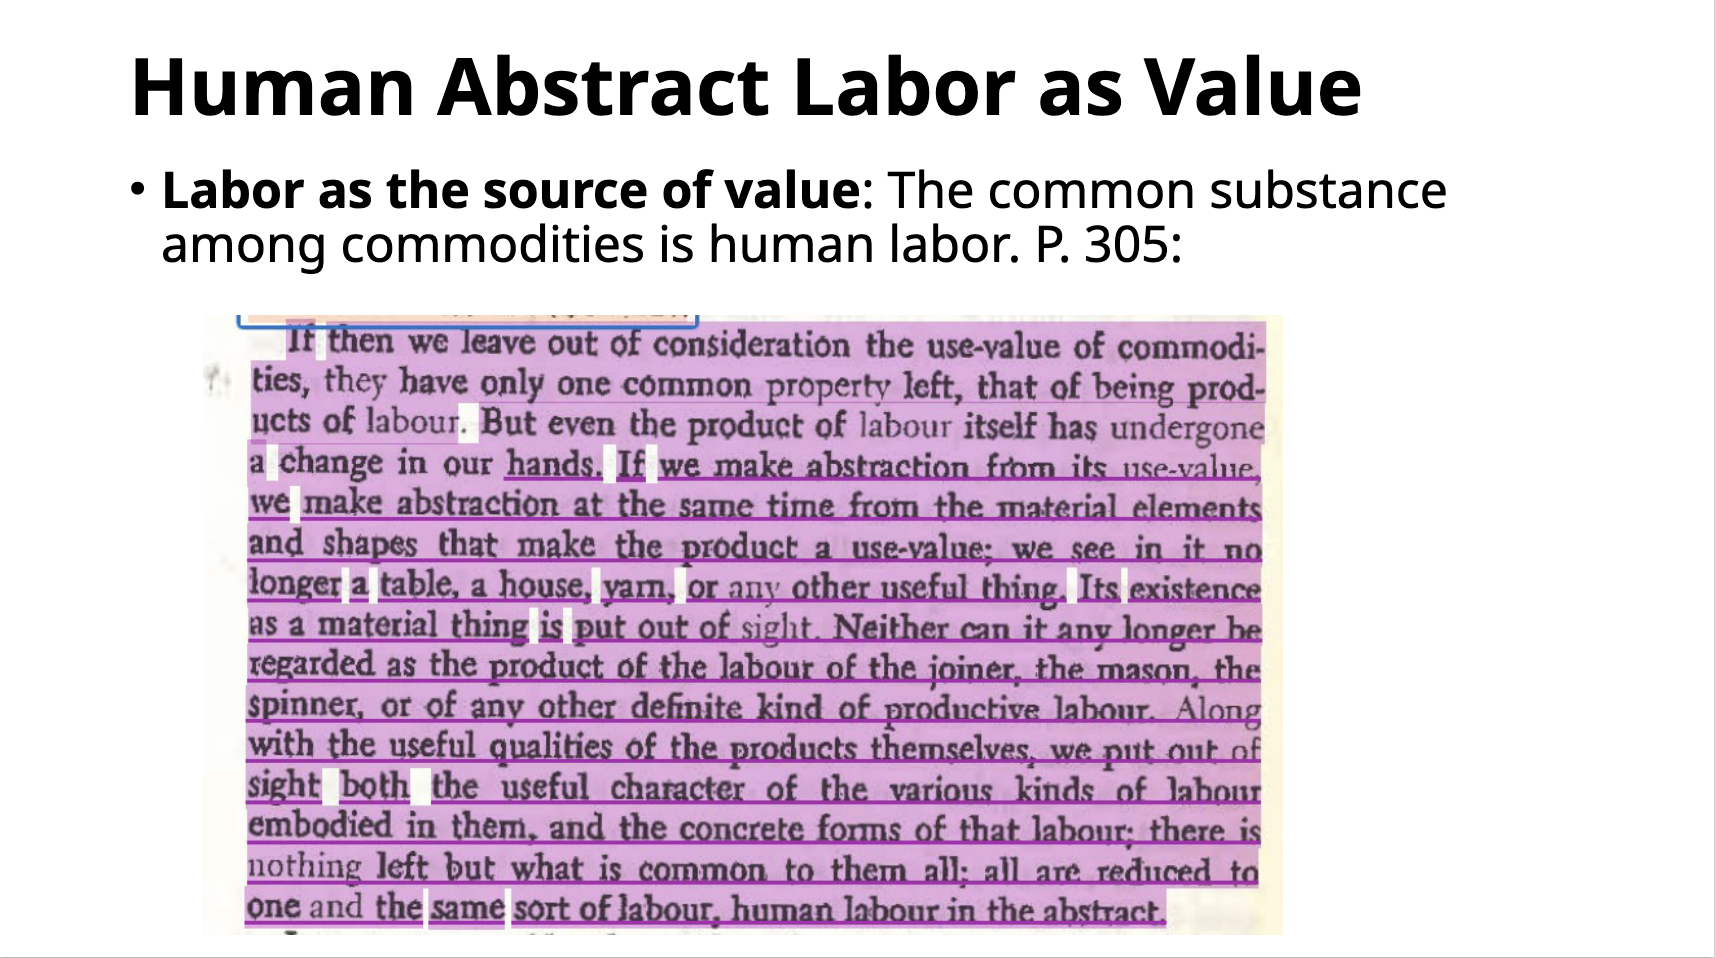 Human Abstract Labor as Value
• Labor as the source of value: The common substance
among commodities is human labor. P. 305:
If then we leave out of consideration the use-value of commodi-
ties, they have only one common property left, that of being prod-
ucts of labour. But even the product of labour itself has undergone
a change in our hands. If we make abstraction from its use-value,
we make abstraction at the same time from the material elements
and shapes that make the product a use-value; we see in it no
longer a table, a house, yarn, or any other useful thing. Its existence
as a material thing is put out of sight. Neither can it any longer be
regarded as the product of the labour of the joiner, the mason, the
spinner, or of any other definite kind of productive labour. Along
with the useful qualities of the products themselves, we put out of
sight both the useful character of the various kinds of labour
embodied in them, and the concrete forms of that labour; there is
nothing left but what is common to them all; all are reduced to
one and the same sort of labour, human labour in the abstract.